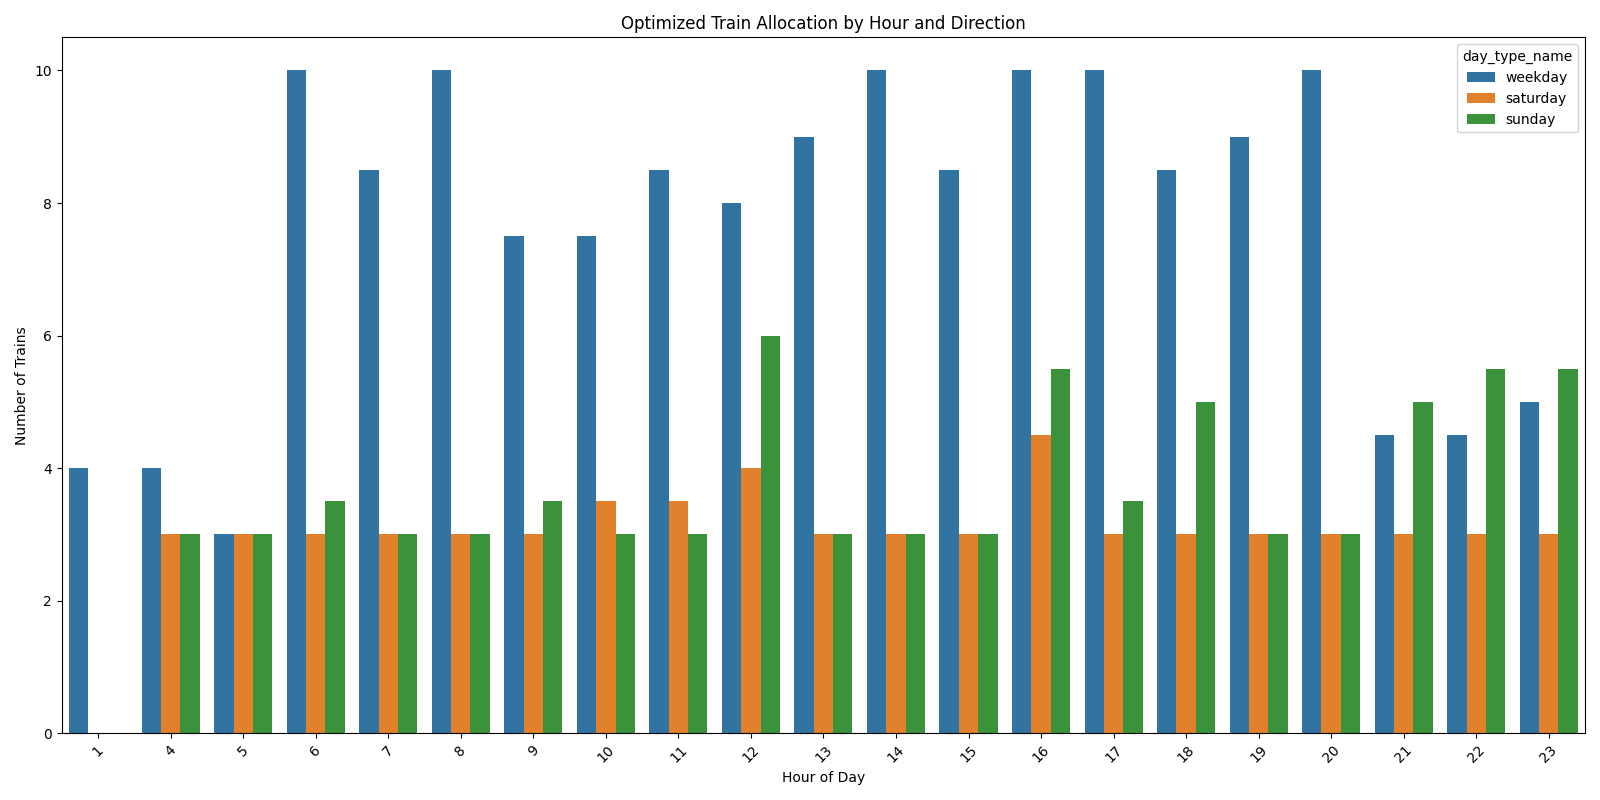 Optimized Train Allocation by Hour and Direction
day_type_name
weekday
saturday
sunday
Number of Trains
10
8
6
4
2
0
1 4 5 6 7 8 9 10 11 12 13 14 15 16 17 18 19 20 21 22 23
Hour of Day